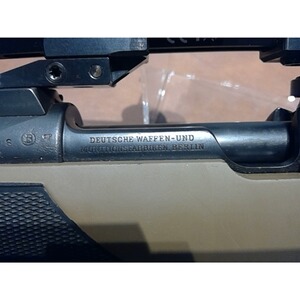 DEUTSCHE WAFFEN-UND
MUNITIONSFABRIKEN BERLIN